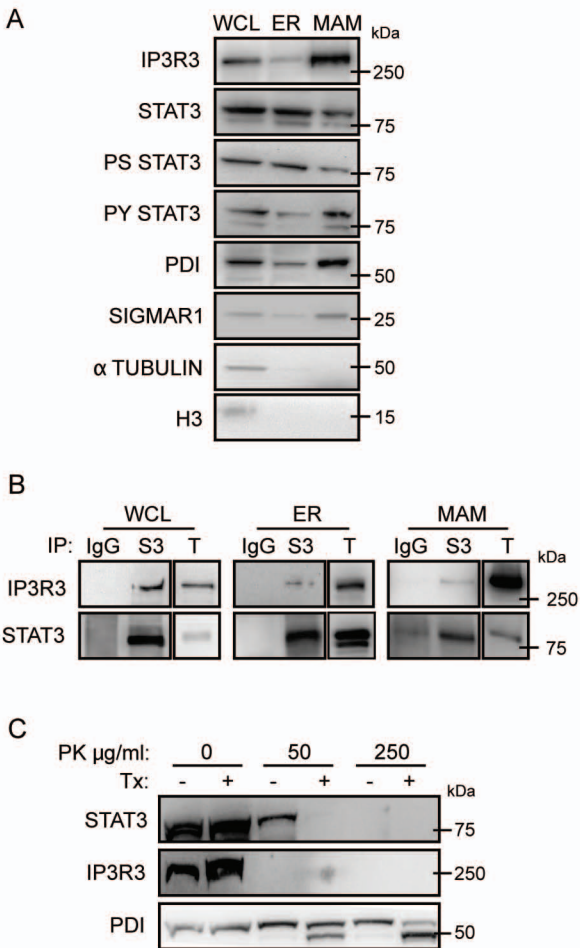 A
WCL ER MAM
kDa
IP3R3
250
STAT3
75
PS STAT3
75
PY STAT3
75
PDI
50
SIGMAR1
25
α TUBULIN
50
H3
15
B
WCL ER MAM
IP: IgG S3 T IgG S3 T IgG S3 T
kDa
IP3R3
250
STAT3
75
C
PK µg/ml: 0 50 250
Tx: - + - + - +
kDa
STAT3
75
IP3R3
250
PDI
50